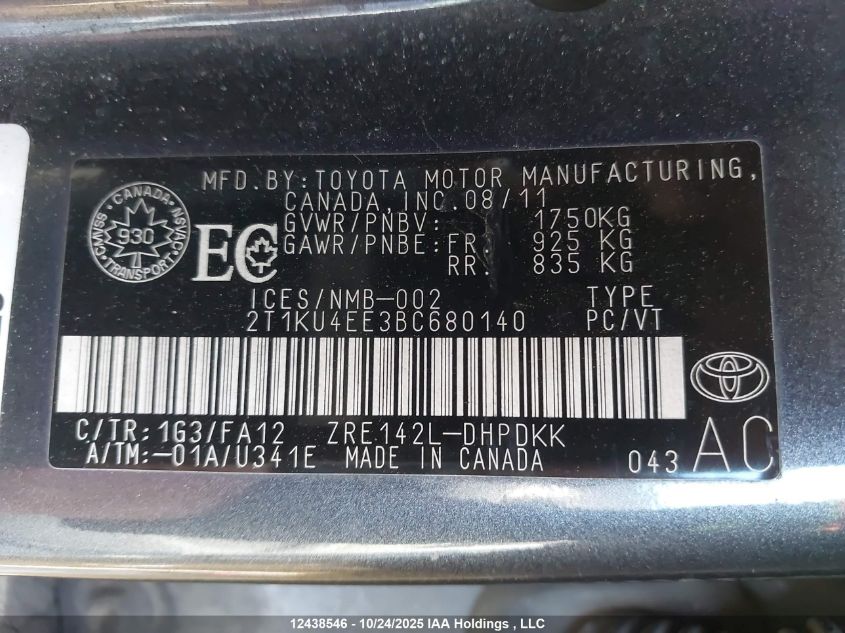 MFD.BY:TOYOTA MOTOR MANUFACTURING,
CANADA, INC. 08/11
GVWR/PNBV: 1750KG
GAWR/PNBE: FR. 925 KG
RR. 835 KG
CANADA
CMVSS NSVAC
930
TRANSPORT
EC
ICES/NMB-002 TYPE
2T1KU4EE3BC680140 PC/VT
C/TR:1G3/FA12 ZRE142L-DHPDKK
A/TM:-01A/U341E MADE IN CANADA 043 AC
12438546 - 10/24/2025 IAA Holdings , LLC